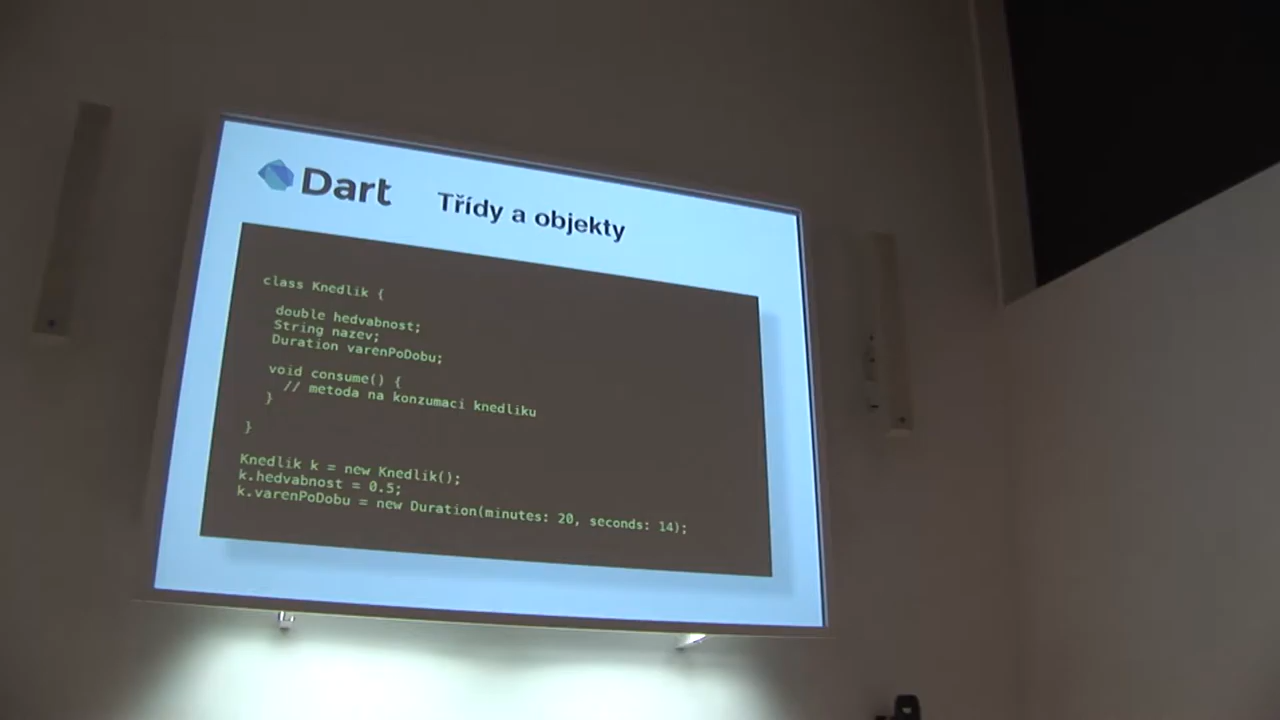 Dart
Třídy a objekty
class Knedlik {
double hedvabnost;
String nazev;
Duration varenPoDobu;
void consume() {
// metoda na konzumaci knedliku
}
}
Knedlik k = new Knedlik();
k.hedvabnost = 0.5;
k.varenPoDobu = new Duration(minutes: 20, seconds: 14);